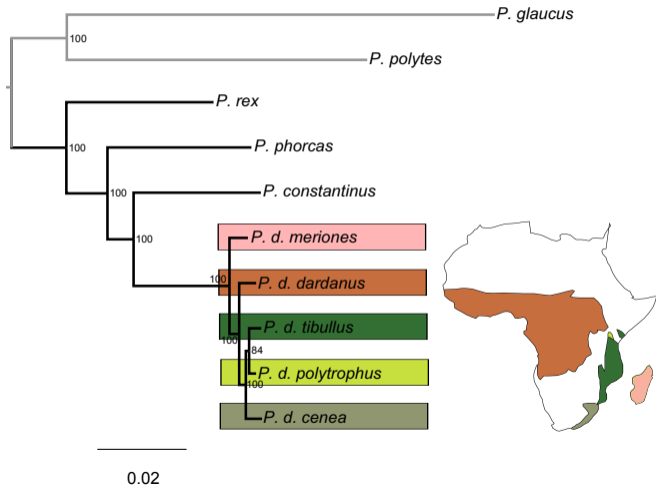 P. glaucus
100
P. polytes
P. rex
100
P. phorcas
100
P. constantinus
100
P. d. meriones
100
P. d. dardanus
P. d. tibullus
100
84
P. d. polytrophus
100
P. d. cenea
0.02